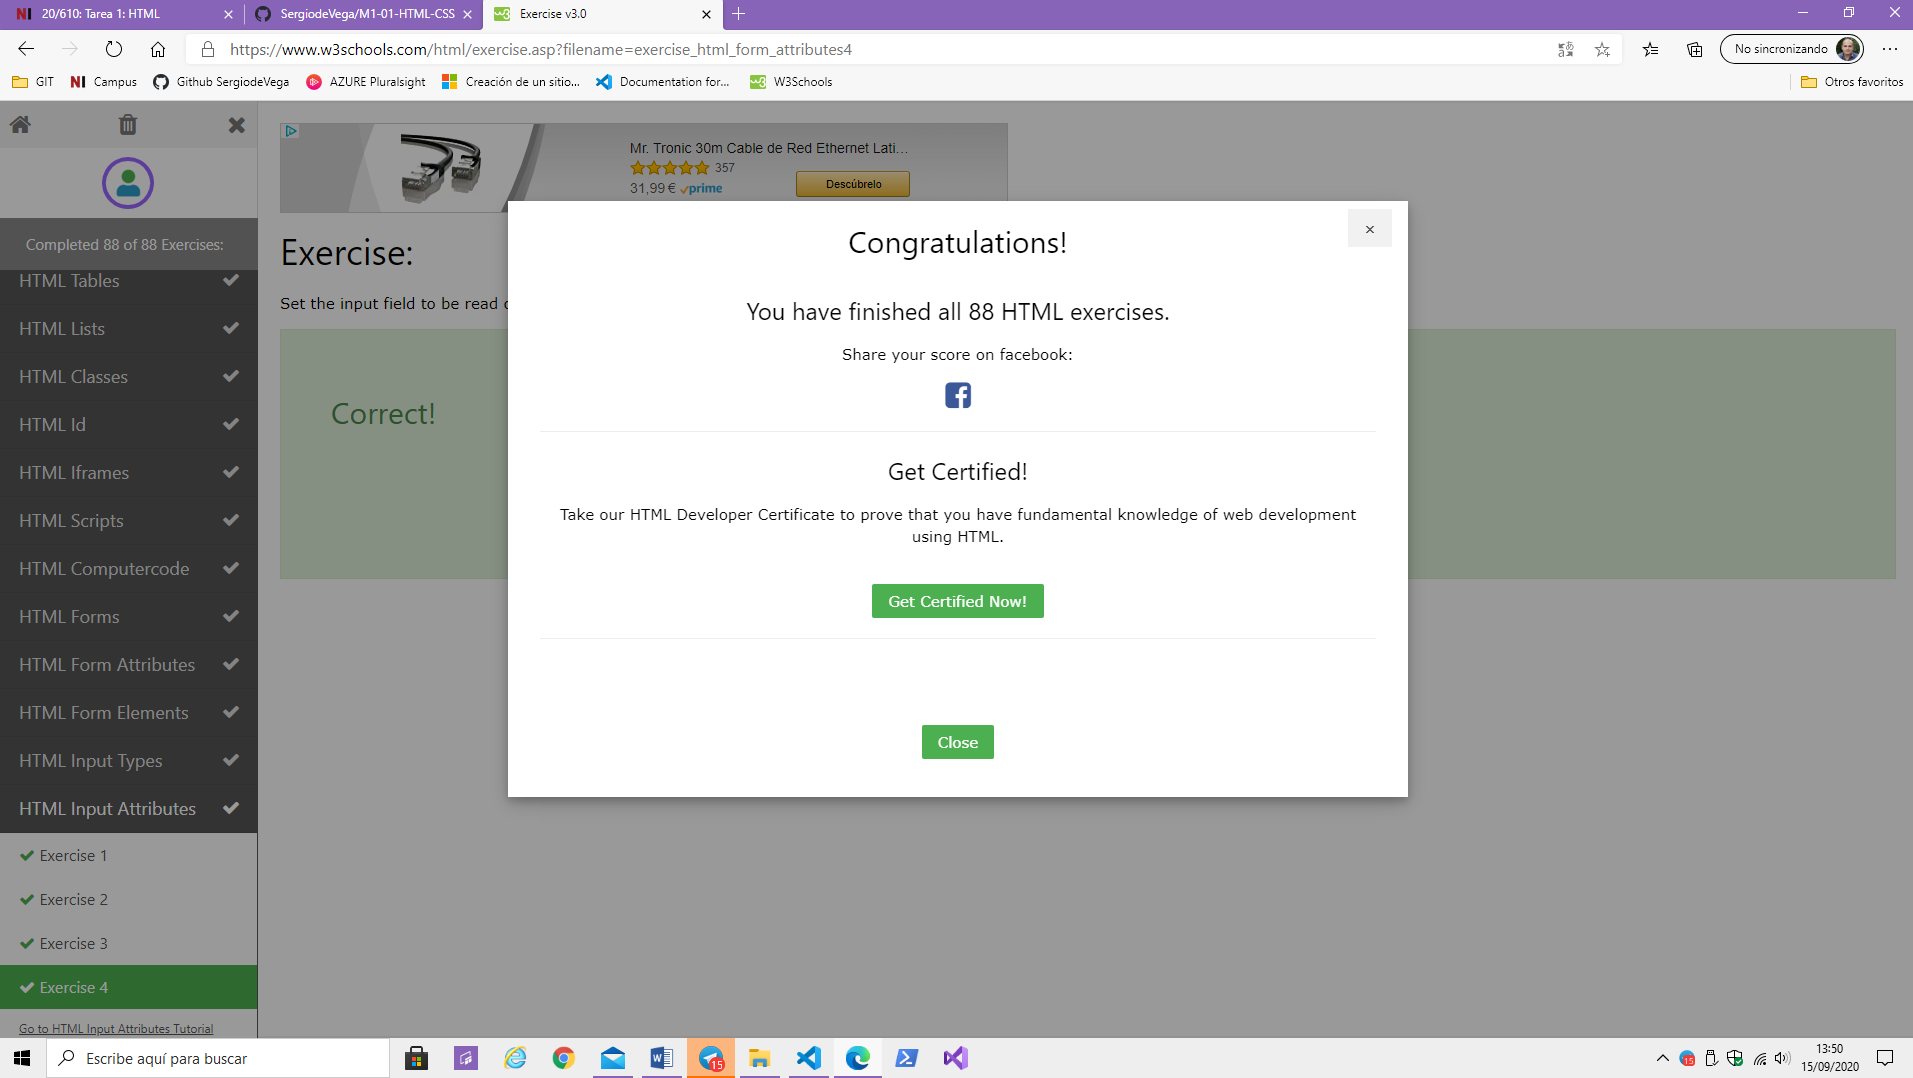 20/610: Tarea 1: HTML
SergiodeVega/M1-01-HTML-CSS
Exercise v3.0
https://www.w3schools.com/html/exercise.asp?filename=exercise_html_form_attributes4
No sincronizando
GIT
NI Campus
Github SergiodeVega
AZURE Pluralsight
Creación de un sitio...
Documentation for...
W3Schools
Otros favoritos
Mr. Tronic 30m Cable de Red Ethernet Lati...
357
31,99 € prime
Descúbrelo
Completed 88 of 88 Exercises:
HTML Tables
HTML Lists
HTML Classes
HTML Id
HTML Iframes
HTML Scripts
HTML Computercode
HTML Forms
HTML Form Attributes
HTML Form Elements
HTML Input Types
HTML Input Attributes
Exercise 1
Exercise 2
Exercise 3
Exercise 4
Go to HTML Input Attributes Tutorial
Exercise:
Set the input field to be read
Correct!
×
Congratulations!
You have finished all 88 HTML exercises.
Share your score on facebook:
Get Certified!
Take our HTML Developer Certificate to prove that you have fundamental knowledge of web development
using HTML.
Get Certified Now!
Close
Escribe aquí para buscar
15
15
13:50
15/09/2020